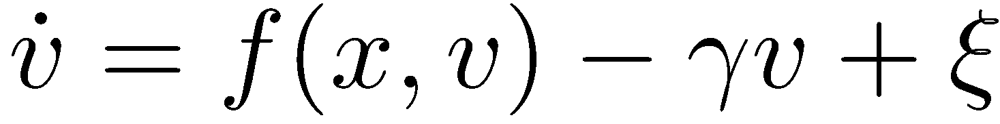 v̇ = f(x, v) − γv + ξ